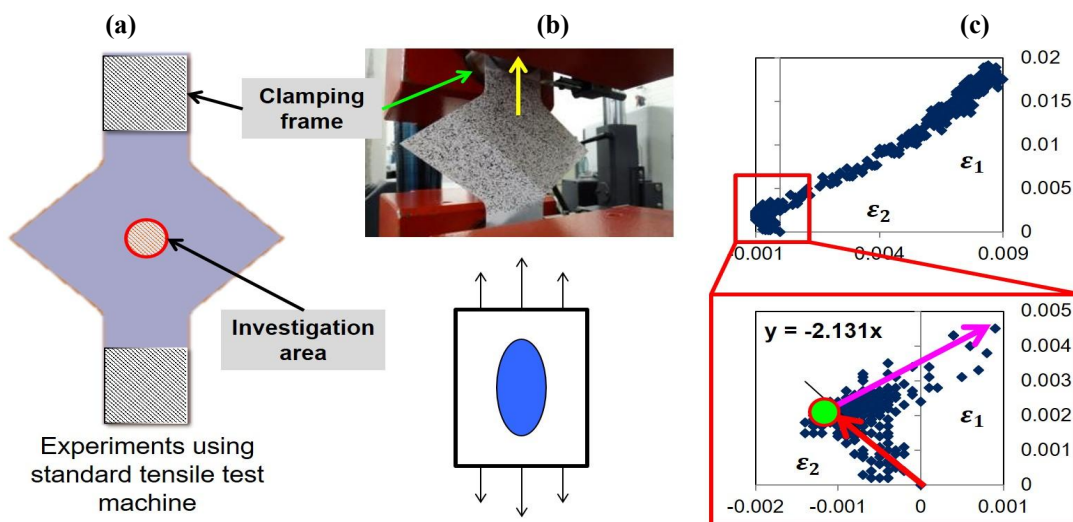 (a)
Clamping
frame
Investigation
area
Experiments using
standard tensile test
machine
(b)
(c)
0.02
0.015
0.01
0.005
0
ε₁
ε₂
-0.001
0.004
0.009
y = -2.131x
0.005
0.004
0.003
0.002
0.001
0
ε₁
ε₂
-0.002
-0.001
0
0.001